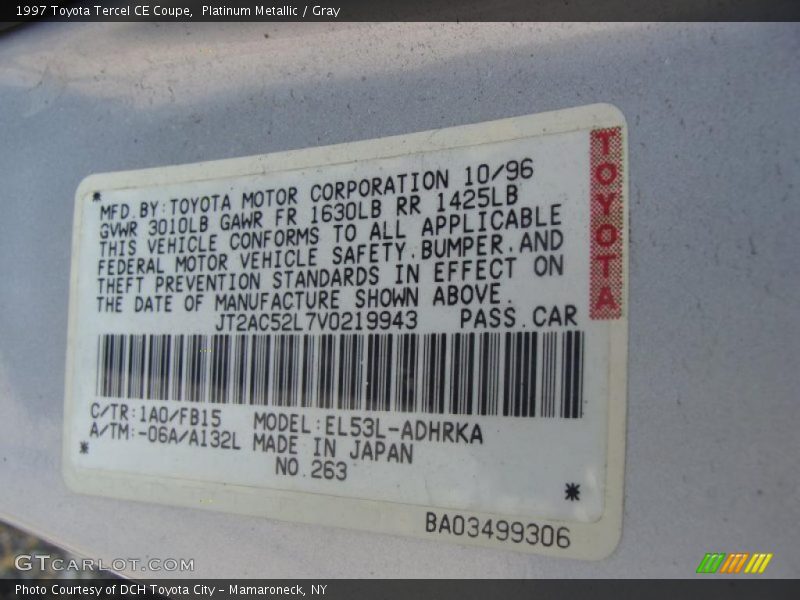 1997 Toyota Tercel CE Coupe,  Platinum Metallic / Gray
MFD.BY:TOYOTA MOTOR CORPORATION 10/96
GVWR 3010LB GAWR FR 1630LB RR 1425LB
THIS VEHICLE CONFORMS TO ALL APPLICABLE
FEDERAL MOTOR VEHICLE SAFETY.BUMPER.AND
THEFT PREVENTION STANDARDS IN EFFECT ON
THE DATE OF MANUFACTURE SHOWN ABOVE.
JT2AC52L7V0219943 PASS.CAR
TOYOTA
C/TR:1A0/FB15 MODEL:EL53L-ADHRKA
A/TM:-06A/A132L MADE IN JAPAN
NO.263
BA03499306
GTCARLOT.COM
Photo Courtesy of DCH Toyota City - Mamaroneck, NY